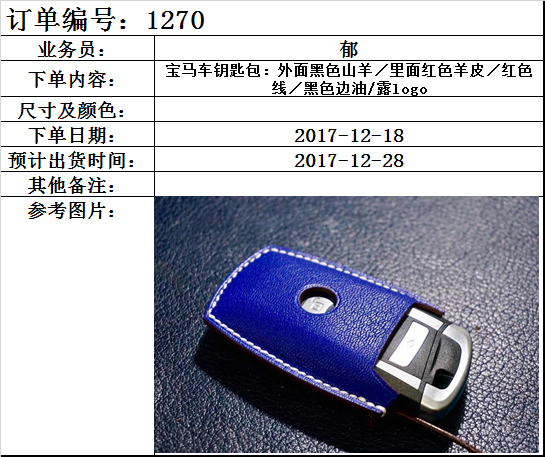 订单编号：1270
业务员： 郁
下单内容： 宝马车钥匙包：外面黑色山羊／里面红色羊皮／红色
线／黑色边油/露logo
尺寸及颜色：
下单日期： 2017-12-18
预计出货时间： 2017-12-28
其他备注：
参考图片：